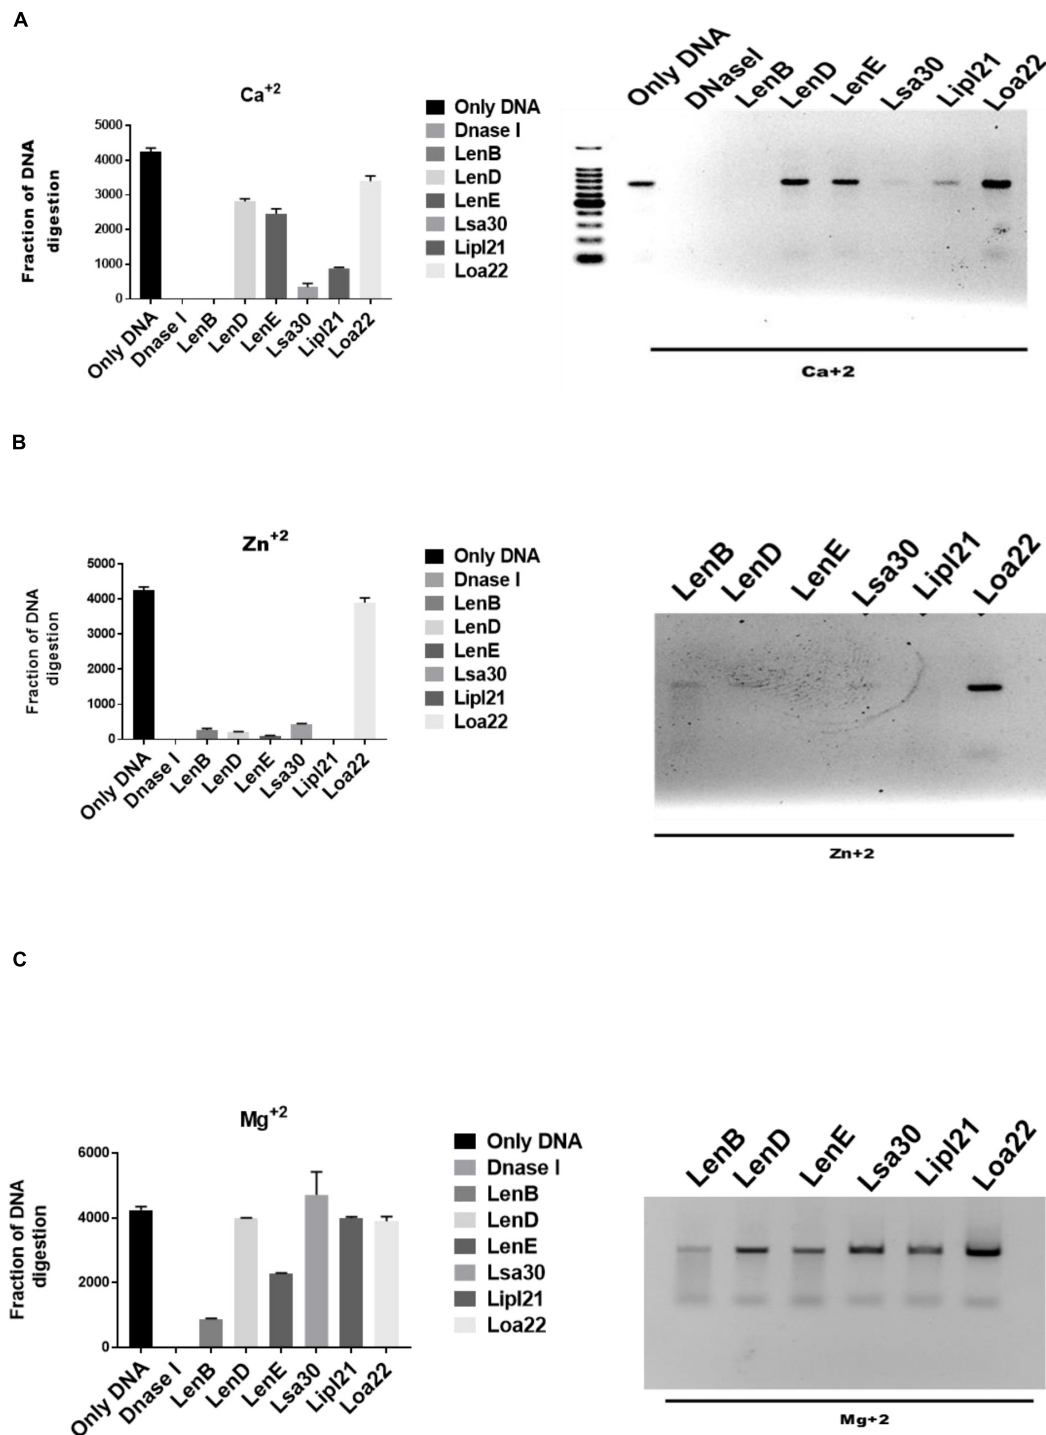 A
Ca+2
Fraction of DNA
digestion
5000
4000
3000
2000
1000
0
Only DNA
Dnase I
LenB
LenD
LenE
Lsa30
Lipl21
Loa22
Only DNA
Dnase I
LenB
LenD
LenE
Lsa30
Lipl21
Loa22
Only DNA
DNaseI
LenB
LenD
LenE
Lsa30
Lipl21
Loa22
Ca+2
B
Zn+2
Fraction of DNA
digestion
5000
4000
3000
2000
1000
0
Only DNA
Dnase I
LenB
LenD
LenE
Lsa30
Lipl21
Loa22
Only DNA
Dnase I
LenB
LenD
LenE
Lsa30
Lipl21
Loa22
LenB
LenD
LenE
Lsa30
Lipl21
Loa22
Zn+2
C
Mg+2
Fraction of DNA
digestion
6000
4000
2000
0
Only DNA
Dnase I
LenB
LenD
LenE
Lsa30
Lipl21
Loa22
Only DNA
Dnase I
LenB
LenD
LenE
Lsa30
Lipl21
Loa22
LenB
LenD
LenE
Lsa30
Lipl21
Loa22
Mg+2